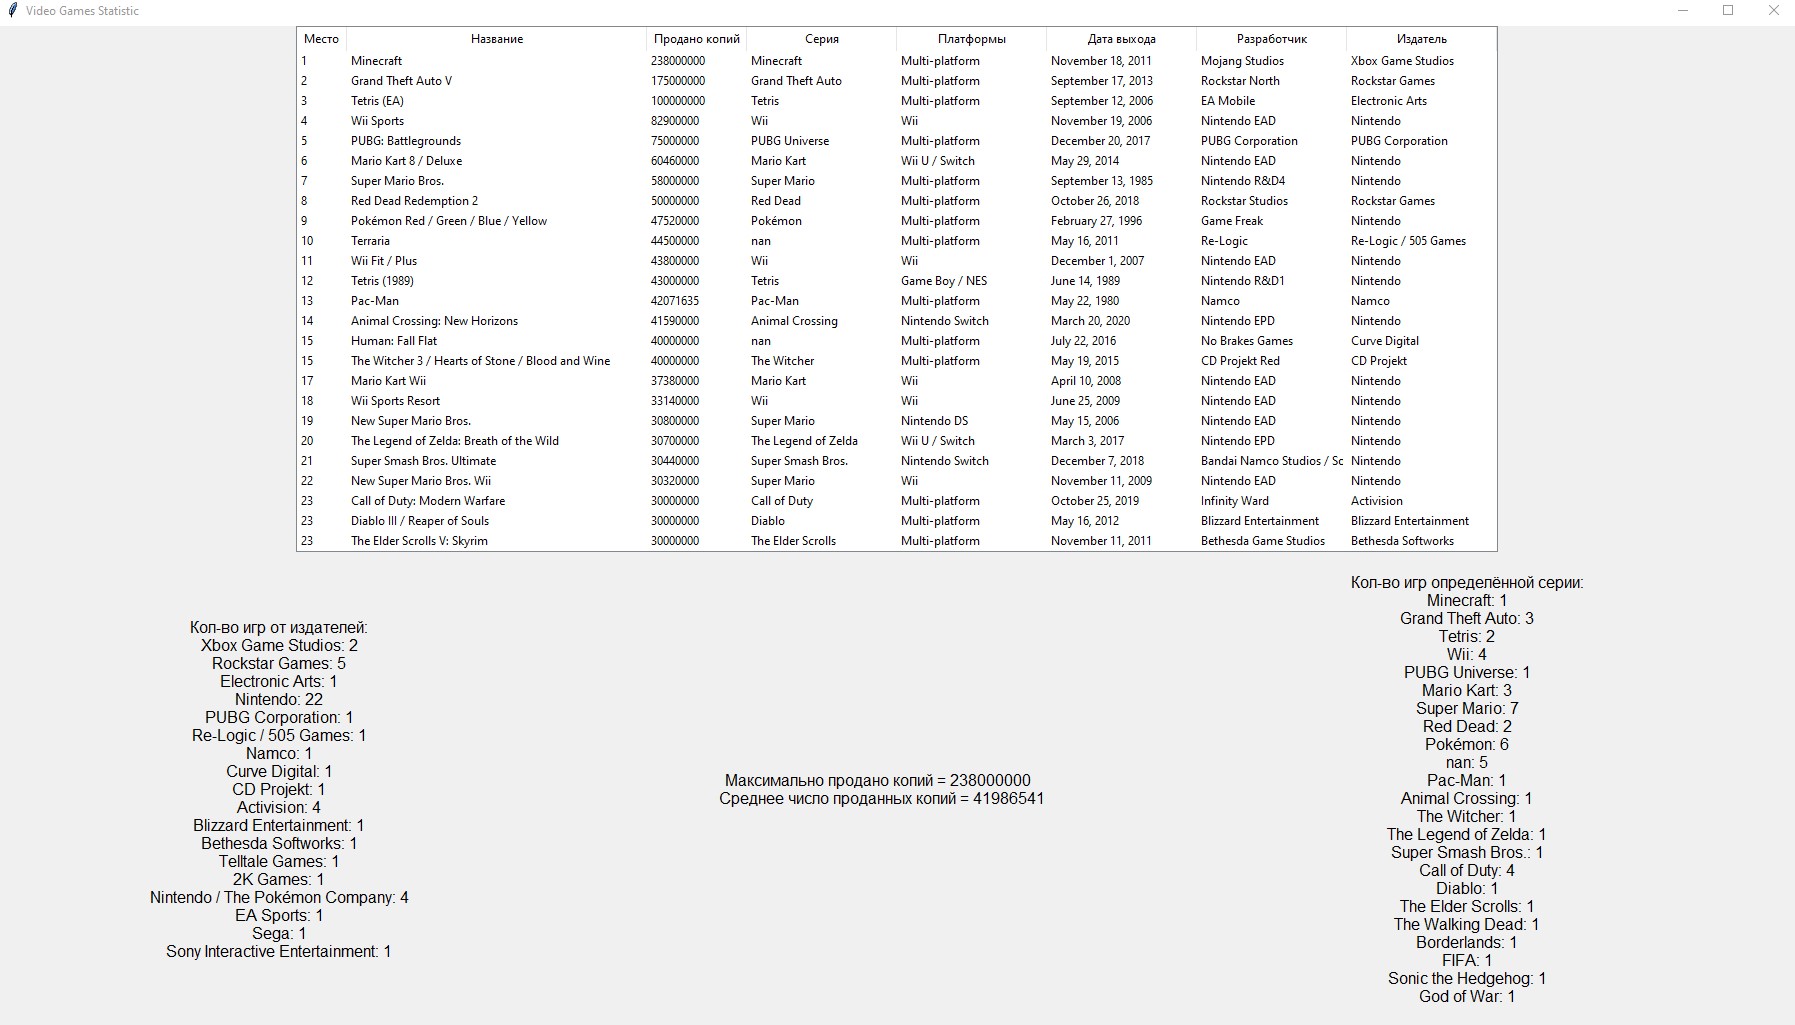 Video Games Statistic
Место Название Продано копий Серия Платформы Дата выхода Разработчик Издатель
1 Minecraft 238000000 Minecraft Multi-platform November 18, 2011 Mojang Studios Xbox Game Studios
2 Grand Theft Auto V 175000000 Grand Theft Auto Multi-platform September 17, 2013 Rockstar North Rockstar Games
3 Tetris (EA) 100000000 Tetris Multi-platform September 12, 2006 EA Mobile Electronic Arts
4 Wii Sports 82900000 Wii Wii November 19, 2006 Nintendo EAD Nintendo
5 PUBG: Battlegrounds 75000000 PUBG Universe Multi-platform December 20, 2017 PUBG Corporation PUBG Corporation
6 Mario Kart 8 / Deluxe 60460000 Mario Kart Wii U / Switch May 29, 2014 Nintendo EAD Nintendo
7 Super Mario Bros. 58000000 Super Mario Multi-platform September 13, 1985 Nintendo R&D4 Nintendo
8 Red Dead Redemption 2 50000000 Red Dead Multi-platform October 26, 2018 Rockstar Studios Rockstar Games
9 Pokémon Red / Green / Blue / Yellow 47520000 Pokémon Multi-platform February 27, 1996 Game Freak Nintendo
10 Terraria 44500000 nan Multi-platform May 16, 2011 Re-Logic Re-Logic / 505 Games
11 Wii Fit / Plus 43800000 Wii Wii December 1, 2007 Nintendo EAD Nintendo
12 Tetris (1989) 43000000 Tetris Game Boy / NES June 14, 1989 Nintendo R&D1 Nintendo
13 Pac-Man 42071635 Pac-Man Multi-platform May 22, 1980 Namco Namco
14 Animal Crossing: New Horizons 41590000 Animal Crossing Nintendo Switch March 20, 2020 Nintendo EPD Nintendo
15 Human: Fall Flat 40000000 nan Multi-platform July 22, 2016 No Brakes Games Curve Digital
15 The Witcher 3 / Hearts of Stone / Blood and Wine 40000000 The Witcher Multi-platform May 19, 2015 CD Projekt Red CD Projekt
17 Mario Kart Wii 37380000 Mario Kart Wii April 10, 2008 Nintendo EAD Nintendo
18 Wii Sports Resort 33140000 Wii Wii June 25, 2009 Nintendo EAD Nintendo
19 New Super Mario Bros. 30800000 Super Mario Nintendo DS May 15, 2006 Nintendo EAD Nintendo
20 The Legend of Zelda: Breath of the Wild 30700000 The Legend of Zelda Wii U / Switch March 3, 2017 Nintendo EPD Nintendo
21 Super Smash Bros. Ultimate 30440000 Super Smash Bros. Nintendo Switch December 7, 2018 Bandai Namco Studios / Sc Nintendo
22 New Super Mario Bros. Wii 30320000 Super Mario Wii November 11, 2009 Nintendo EAD Nintendo
23 Call of Duty: Modern Warfare 30000000 Call of Duty Multi-platform October 25, 2019 Infinity Ward Activision
23 Diablo III / Reaper of Souls 30000000 Diablo Multi-platform May 16, 2012 Blizzard Entertainment Blizzard Entertainment
23 The Elder Scrolls V: Skyrim 30000000 The Elder Scrolls Multi-platform November 11, 2011 Bethesda Game Studios Bethesda Softworks
Кол-во игр от издателей:
Xbox Game Studios: 2
Rockstar Games: 5
Electronic Arts: 1
Nintendo: 22
PUBG Corporation: 1
Re-Logic / 505 Games: 1
Namco: 1
Curve Digital: 1
CD Projekt: 1
Activision: 4
Blizzard Entertainment: 1
Bethesda Softworks: 1
Telltale Games: 1
2K Games: 1
Nintendo / The Pokémon Company: 4
EA Sports: 1
Sega: 1
Sony Interactive Entertainment: 1
Максимально продано копий = 238000000
Среднее число проданных копий = 41986541
Кол-во игр определённой серии:
Minecraft: 1
Grand Theft Auto: 3
Tetris: 2
Wii: 4
PUBG Universe: 1
Mario Kart: 3
Super Mario: 7
Red Dead: 2
Pokémon: 6
nan: 5
Pac-Man: 1
Animal Crossing: 1
The Witcher: 1
The Legend of Zelda: 1
Super Smash Bros.: 1
Call of Duty: 4
Diablo: 1
The Elder Scrolls: 1
The Walking Dead: 1
Borderlands: 1
FIFA: 1
Sonic the Hedgehog: 1
God of War: 1